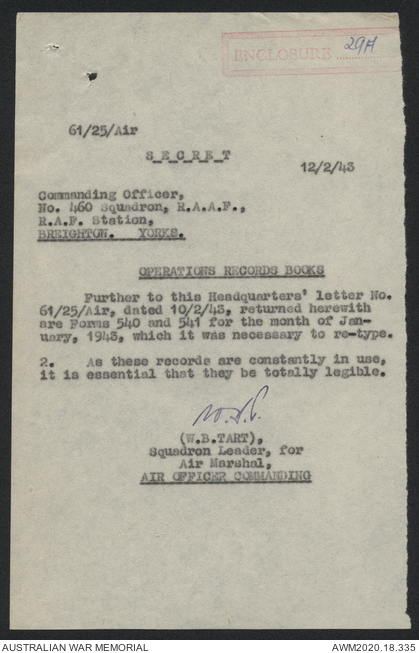 ENCLOSURE 29A
61/25/Air
S_E_C_R_E_T
12/2/43
Commanding Officer,
No. 460 Squadron, R.A.A.F.,
R.A.F. Station,
BREIGHTON. YORKS.
OPERATIONS RECORDS BOOKS
Further to this Headquarters' letter No.
61/25/Air, dated 10/2/43, returned herewith
are Forms 540 and 541 for the month of Jan-
uary, 1943, which it was necessary to re-type.
2. As these records are constantly in use,
it is essential that they be totally legible.
(W.B.TART),
Squadron Leader, for
Air Marshal,
AIR OFFICER COMMANDING
AUSTRALIAN WAR MEMORIAL
AWM2020.18.335